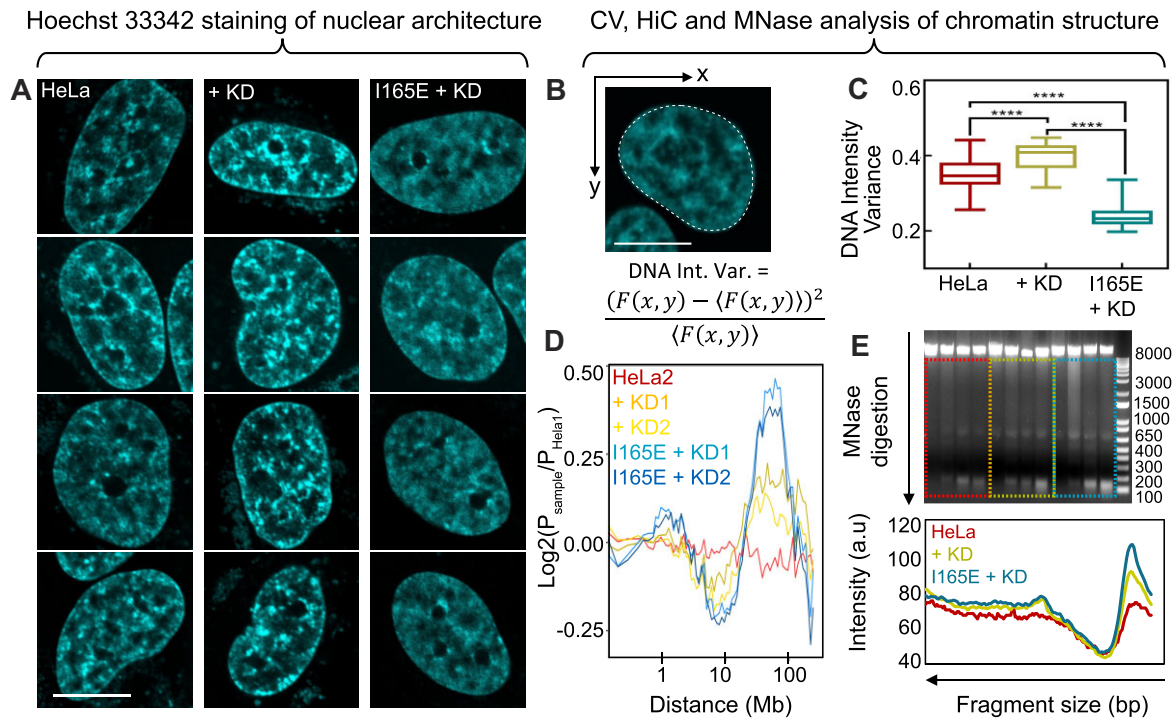 Hoechst 33342 staining of nuclear architecture
CV, HiC and MNase analysis of chromatin structure
A
HeLa
+ KD
I165E + KD
B
x
y
DNA Int. Var. =
(F(x, y) − ⟨F(x, y)⟩)²
⟨F(x, y)⟩
C
DNA Intensity
Variance
0.6
0.4
0.2
****
****
****
HeLa
+ KD
I165E
+ KD
D
Log2(P_sample/P_Hela1)
0.50
0.25
0.00
-0.25
HeLa2
+ KD1
+ KD2
I165E + KD1
I165E + KD2
1
10
100
Distance (Mb)
E
MNase
digestion
8000
3000
1500
1000
650
400
300
200
100
Intensity (a.u)
120
100
80
60
40
HeLa
+ KD
I165E + KD
Fragment size (bp)